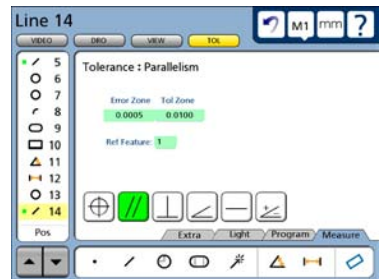 Line 14
M1 mm ?
VIDEO DRO VIEW TOL
5
6
7
8
9
10
11
12
13
14
Pos
Tolerance : Parallelism
Error Zone Tol Zone
0.0005 0.0100
Ref Feature: 1
Extra Light Program Measure